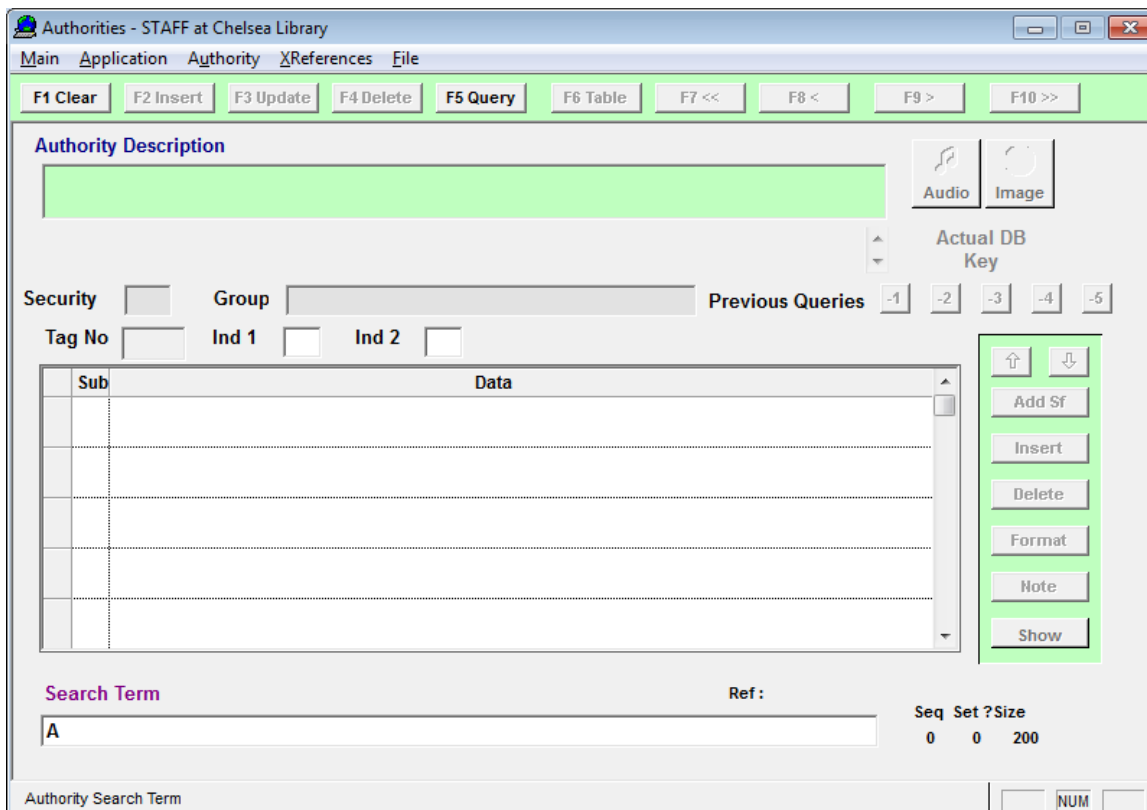 Authorities - STAFF at Chelsea Library
Main Application Authority XReferences File
F1 Clear F2 Insert F3 Update F4 Delete F5 Query F6 Table F7 << F8 < F9 > F10 >>
Authority Description
Audio Image
Actual DB
Key
Security Group Previous Queries -1 -2 -3 -4 -5
Tag No Ind 1 Ind 2
Sub Data
Add Sf
Insert
Delete
Format
Note
Show
Search Term Ref :
Seq Set ?Size
A
0 0 200
Authority Search Term NUM